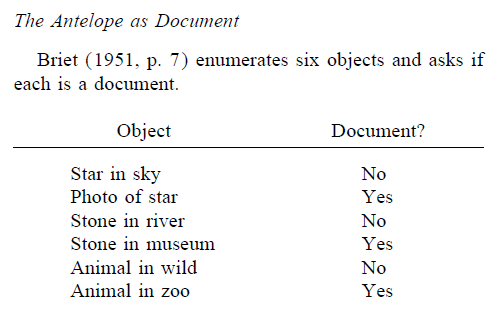 The Antelope as Document
Briet (1951, p. 7) enumerates six objects and asks if
each is a document.
Object Document?
Star in sky No
Photo of star Yes
Stone in river No
Stone in museum Yes
Animal in wild No
Animal in zoo Yes